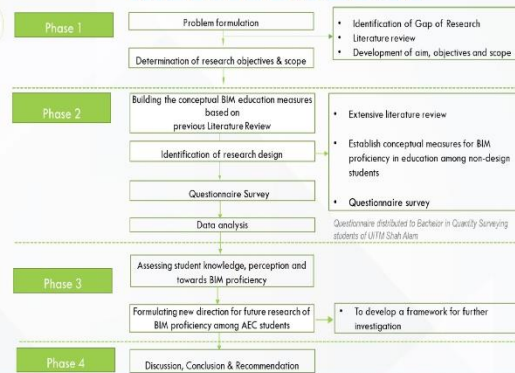 Phase 1
Problem formulation
Determination of research objectives & scope
• Identification of Gap of Research
• Literature review
• Development of aim, objectives and scope
Phase 2
Building the conceptual BIM education measures
based on
previous Literature Review
Identification of research design
Questionnaire Survey
Data analysis
• Extensive literature review
• Establish conceptual measures for BIM
proficiency in education among non-design
students
• Questionnaire survey
Questionnaire distributed to Bachelor in Quantity Surveying
students of UiTM Shah Alam
Phase 3
Assessing student knowledge, perception and
towards BIM proficiency
Formulating new direction for future research of
BIM proficiency among AEC students
• To develop a framework for further
investigation
Phase 4
Discussion, Conclusion & Recommendation